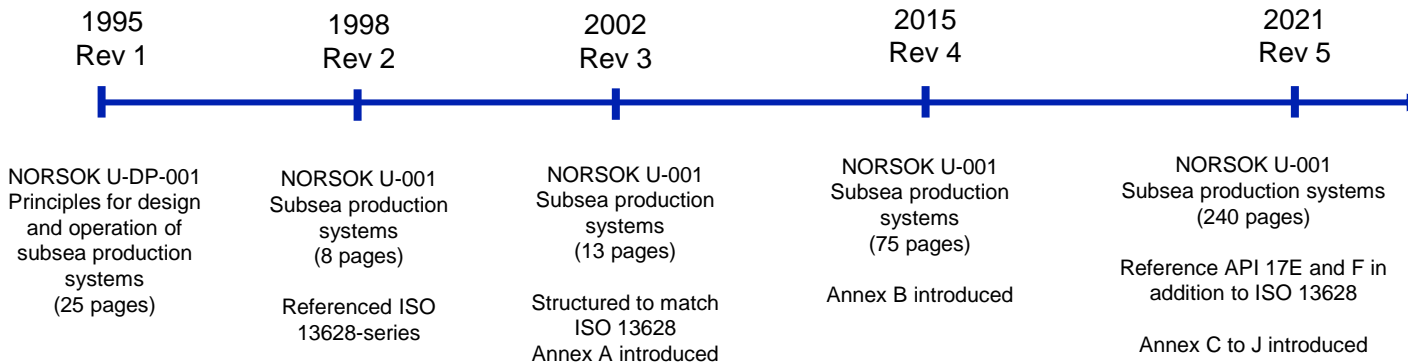 1995
Rev 1
1998
Rev 2
2002
Rev 3
2015
Rev 4
2021
Rev 5
NORSOK U-DP-001
Principles for design
and operation of
subsea production
systems
(25 pages)
NORSOK U-001
Subsea production
systems
(8 pages)
Referenced ISO
13628-series
NORSOK U-001
Subsea production
systems
(13 pages)
Structured to match
ISO 13628
Annex A introduced
NORSOK U-001
Subsea production
systems
(75 pages)
Annex B introduced
NORSOK U-001
Subsea production systems
(240 pages)
Reference API 17E and F in
addition to ISO 13628
Annex C to J introduced